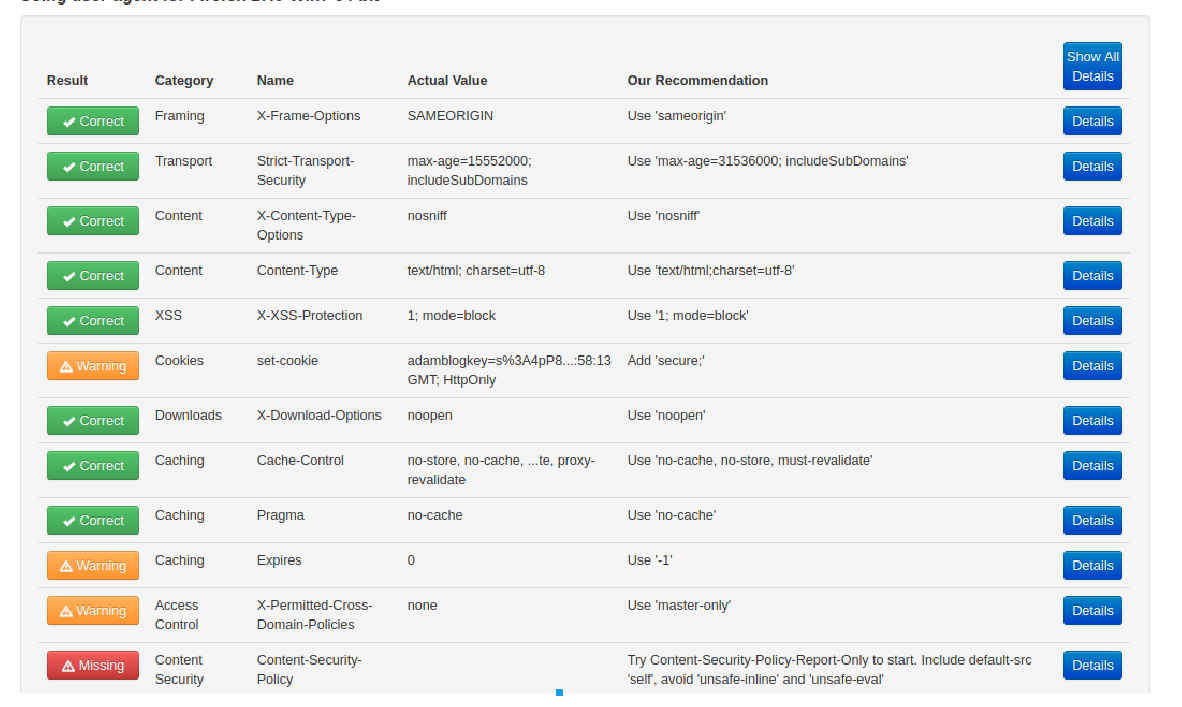 Result Category Name Actual Value Our Recommendation Show All
Details
Correct Framing X-Frame-Options SAMEORIGIN Use 'sameorigin' Details
Correct Transport Strict-Transport- max-age=15552000; Use 'max-age=31536000; includeSubDomains' Details
Security includeSubDomains
Correct Content X-Content-Type- nosniff Use 'nosniff' Details
Options
Correct Content Content-Type text/html; charset=utf-8 Use 'text/html;charset=utf-8' Details
Correct XSS X-XSS-Protection 1; mode=block Use '1; mode=block' Details
Warning Cookies set-cookie adamblogkey=s%3A4pP8...:58:13 Add 'secure;' Details
GMT; HttpOnly
Correct Downloads X-Download-Options noopen Use 'noopen' Details
Correct Caching Cache-Control no-store, no-cache, ...te, proxy- Use 'no-cache, no-store, must-revalidate' Details
revalidate
Correct Caching Pragma no-cache Use 'no-cache' Details
Warning Caching Expires 0 Use '-1' Details
Warning Access X-Permitted-Cross- none Use 'master-only' Details
Control Domain-Policies
Missing Content Content-Security- Try Content-Security-Policy-Report-Only to start. Include default-src Details
Security Policy 'self', avoid 'unsafe-inline' and 'unsafe-eval'